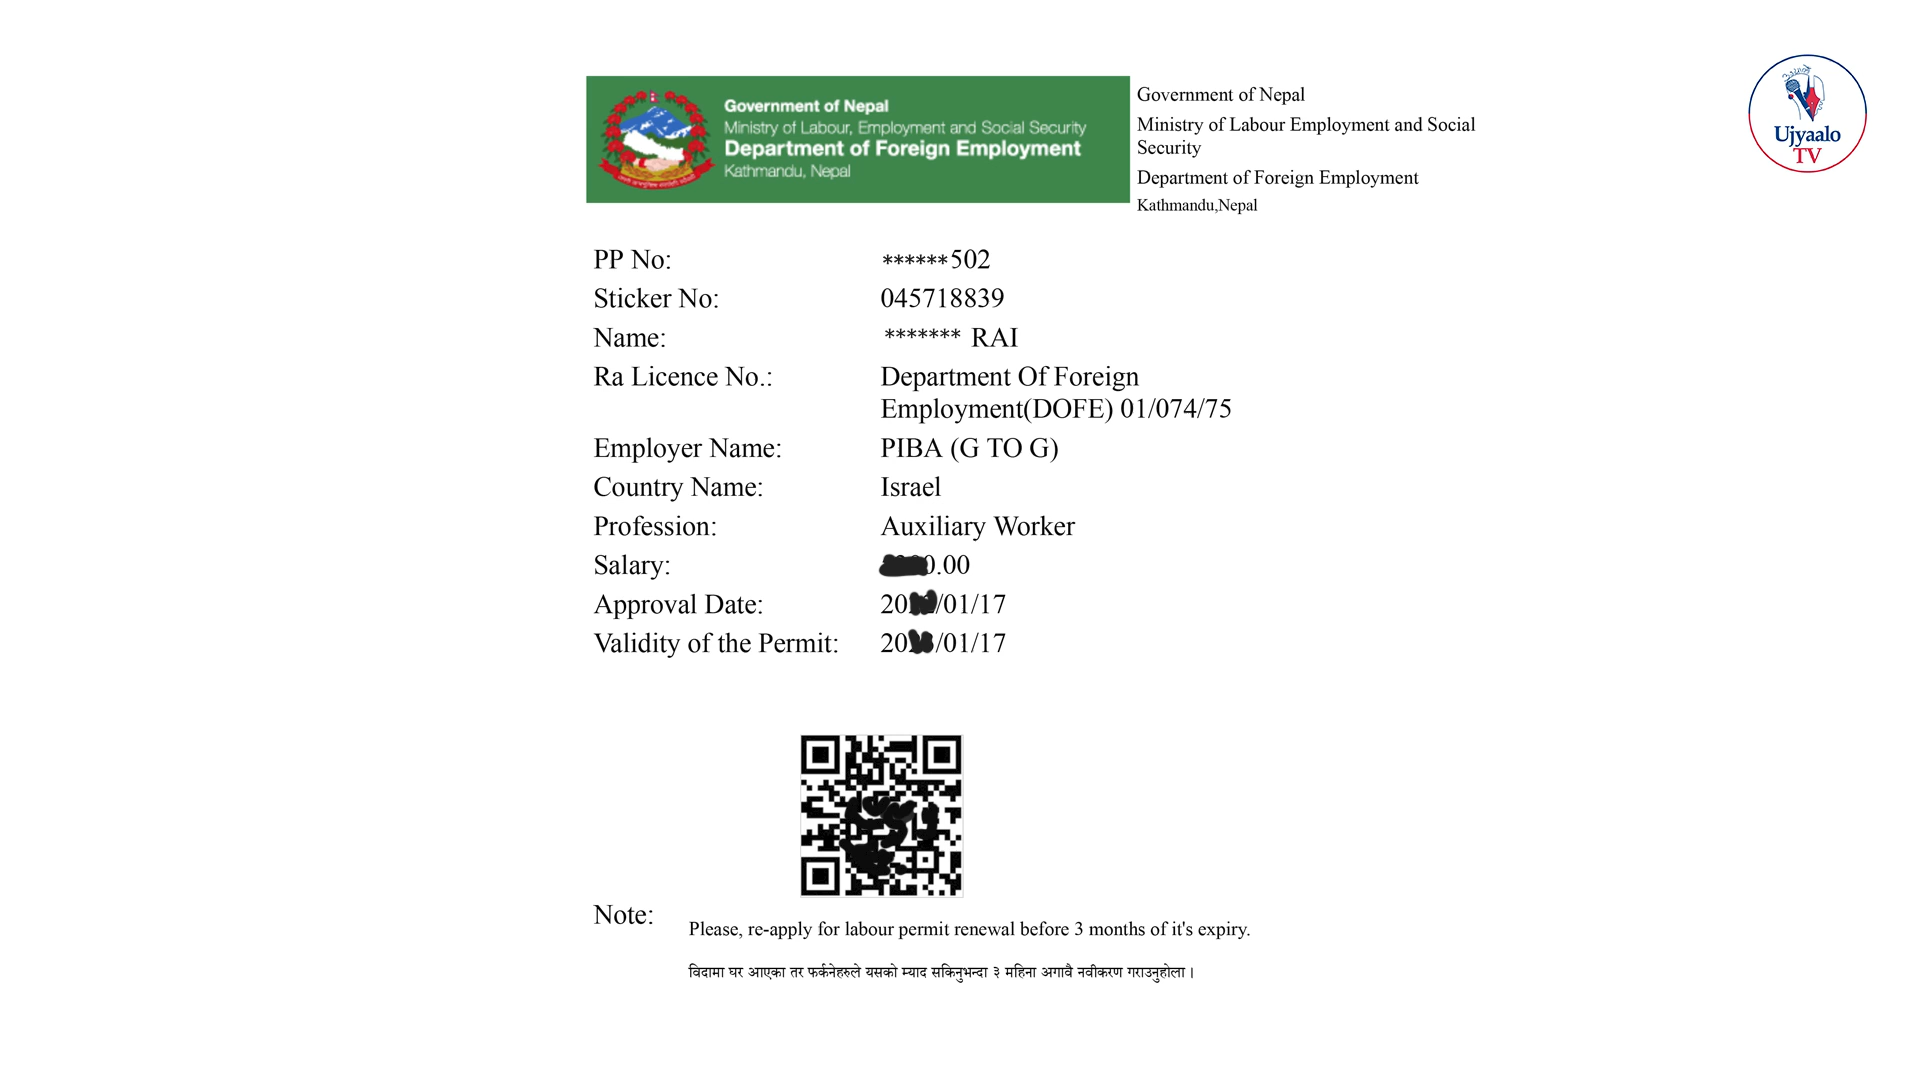 Government of Nepal
Ministry of Labour, Employment and Social Security
Department of Foreign Employment
Kathmandu, Nepal
Government of Nepal
Ministry of Labour Employment and Social
Security
Department of Foreign Employment
Kathmandu,Nepal
Ujyaalo
TV
PP No: ******502
Sticker No: 045718839
Name: ******* RAI
Ra Licence No.: Department Of Foreign
Employment(DOFE) 01/074/75
Employer Name: PIBA (G TO G)
Country Name: Israel
Profession: Auxiliary Worker
Salary: 0.00
Approval Date: 20 /01/17
Validity of the Permit: 20 /01/17
Note:
Please, re-apply for labour permit renewal before 3 months of it's expiry.
विदामा घर आएका तर फर्कनेहरुले यसको म्याद सकिनुभन्दा ३ महिना अगावै नवीकरण गराउनुहोला ।